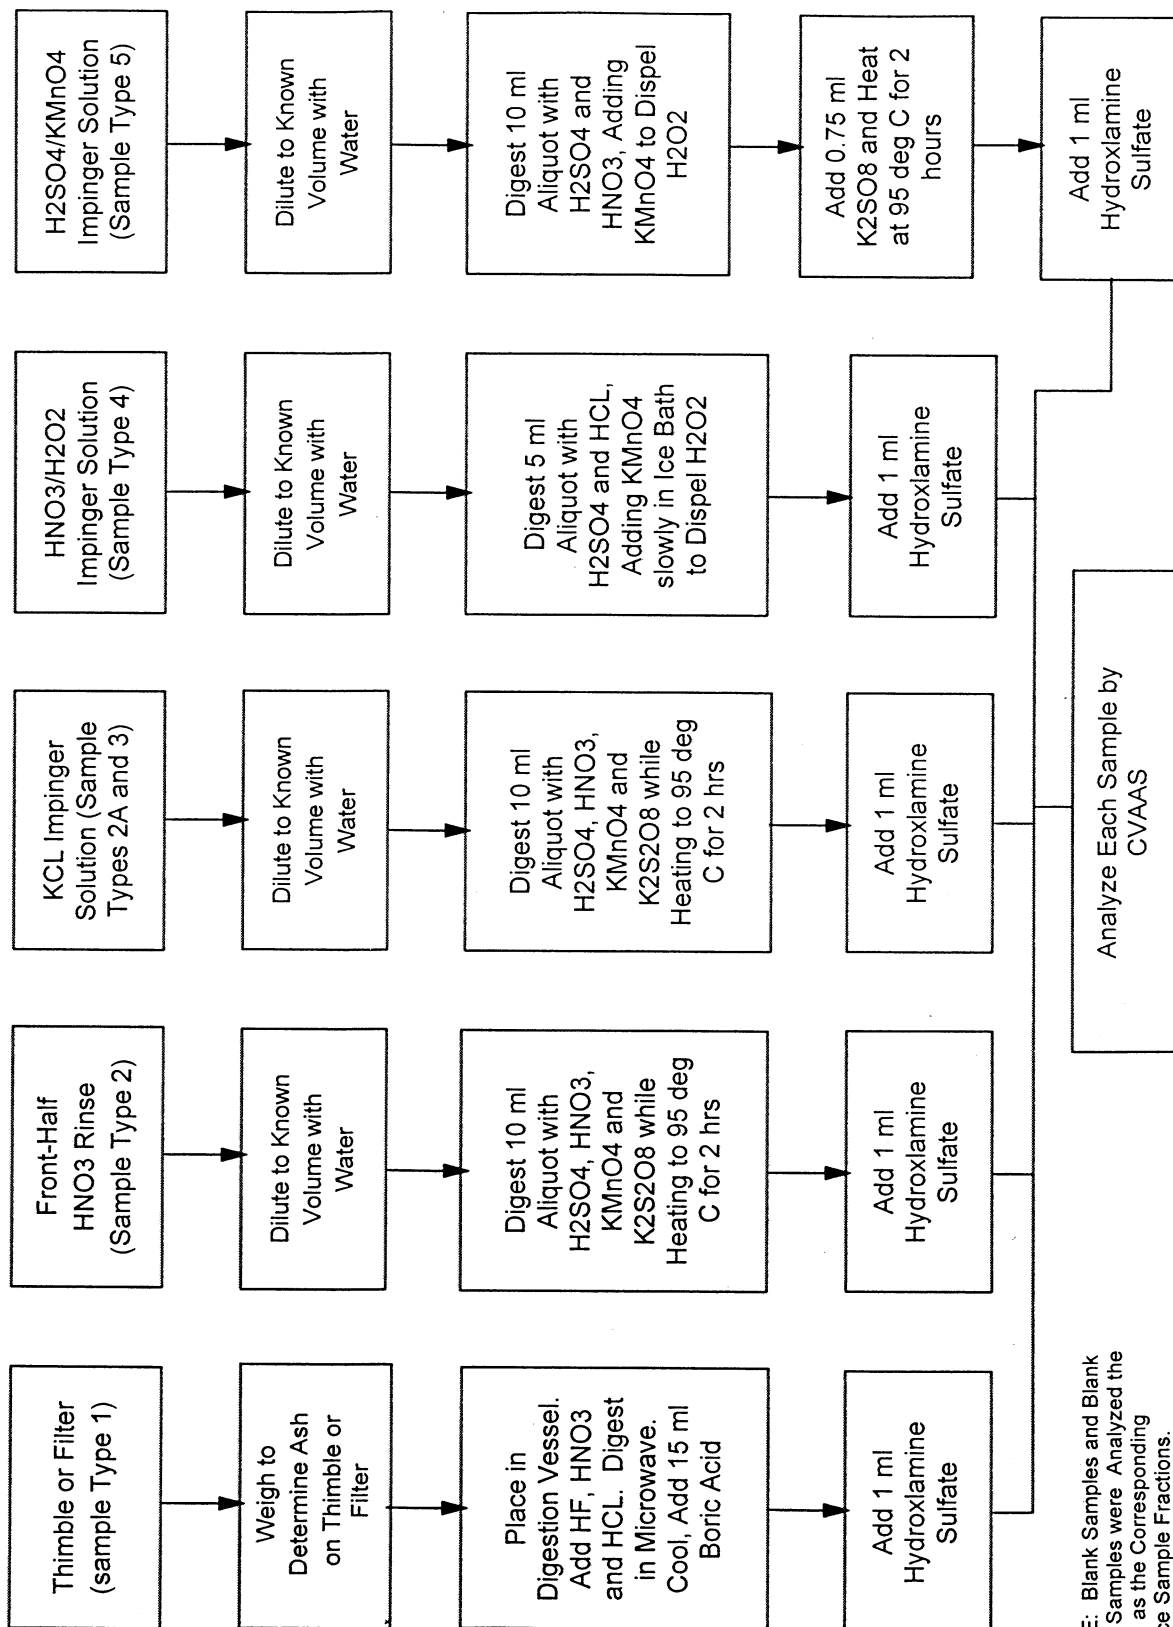 Thimble or Filter
(sample Type 1)
Weigh to
Determine Ash
on Thimble or
Filter
Place in
Digestion Vessel.
Add HF, HNO3
and HCL. Digest
in Microwave.
Cool, Add 15 ml
Boric Acid
Add 1 ml
Hydroxlamine
Sulfate
Front-Half
HNO3 Rinse
(Sample Type 2)
Dilute to Known
Volume with
Water
Digest 10 ml
Aliquot with
H2SO4, HNO3,
KMnO4 and
K2S2O8 while
Heating to 95 deg
C for 2 hrs
Add 1 ml
Hydroxlamine
Sulfate
KCL Impinger
Solution (Sample
Types 2A and 3)
Dilute to Known
Volume with
Water
Digest 10 ml
Aliquot with
H2SO4, HNO3,
KMnO4 and
K2S2O8 while
Heating to 95 deg
C for 2 hrs
Add 1 ml
Hydroxlamine
Sulfate
HNO3/H2O2
Impinger Solution
(Sample Type 4)
Dilute to Known
Volume with
Water
Digest 5 ml
Aliquot with
H2SO4 and HCL,
Adding KMnO4
slowly in Ice Bath
to Dispel H2O2
Add 1 ml
Hydroxlamine
Sulfate
H2SO4/KMnO4
Impinger Solution
(Sample Type 5)
Dilute to Known
Volume with
Water
Digest 10 ml
Aliquot with
H2SO4 and
HNO3, Adding
KMnO4 to Dispel
H2O2
Add 0.75 ml
K2SO8 and Heat
at 95 deg C for 2
hours
Add 1 ml
Hydroxlamine
Sulfate
Analyze Each Sample by
CVAAS
E: Blank Samples and Blank
Samples were Analyzed the
as the Corresponding
ce Sample Fractions.